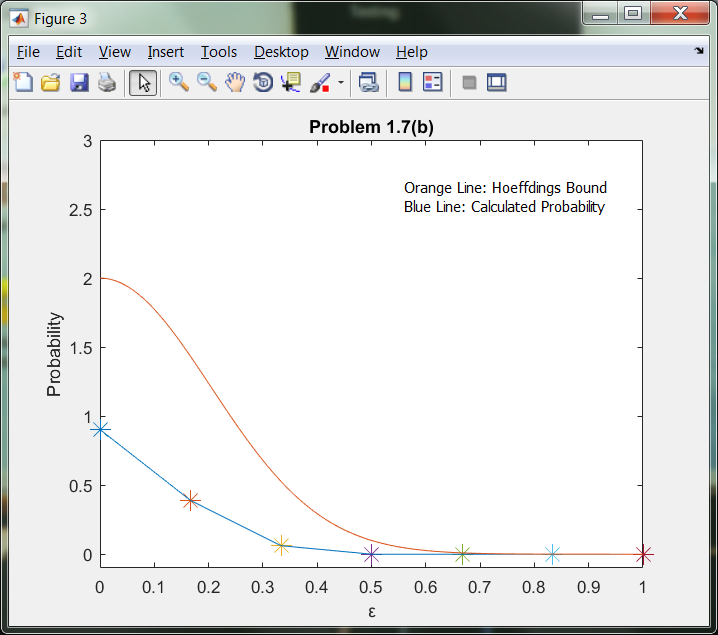 Testing
Figure 3
File Edit View Insert Tools Desktop Window Help
Problem 1.7(b)
3
2.5
2
1.5
1
0.5
0
Probability
Orange Line: Hoeffdings Bound
Blue Line: Calculated Probability
0 0.1 0.2 0.3 0.4 0.5 0.6 0.7 0.8 0.9 1
ε